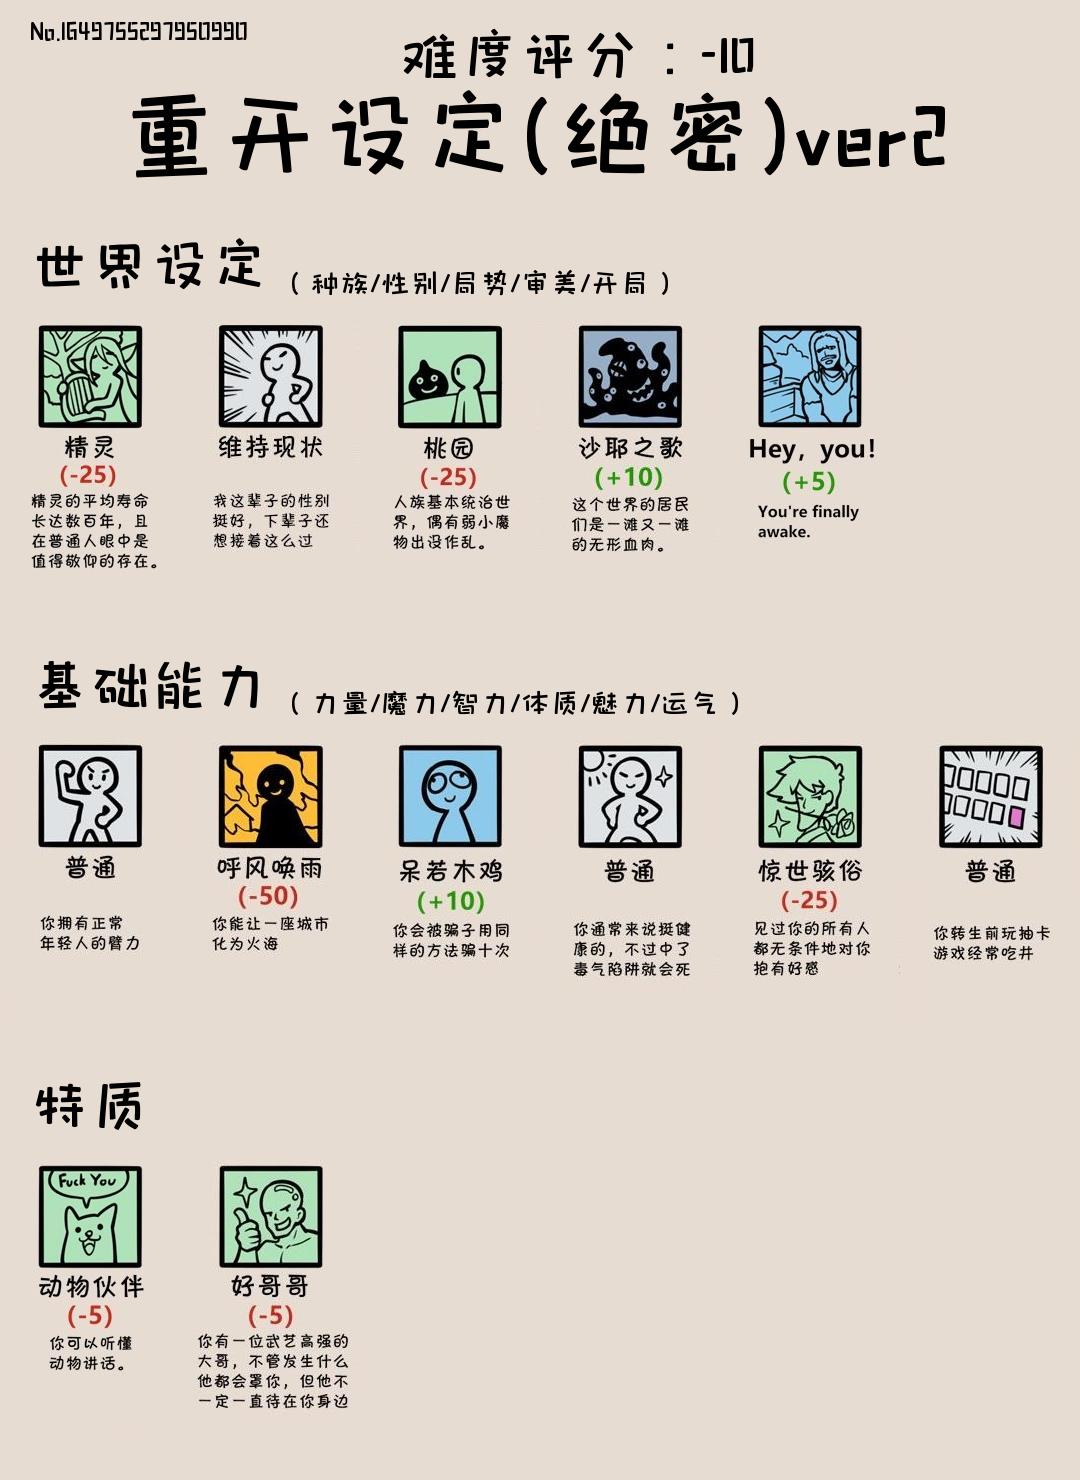 No.1649755297950990
难度评分：-10
重开设定(绝密)ver2
世界设定（种族/性别/局势/审美/开局）
精灵
(-25)
精灵的平均寿命
长达数百年，且
在普通人眼中是
值得敬仰的存在。
维持现状
我这辈子的性别
挺好，下辈子还
想接着这么过
桃园
(-25)
人族基本统治世
界，偶有弱小魔
物出没作乱。
沙耶之歌
(+10)
这个世界的居民
们是一滩又一滩
的无形血肉。
Hey, you!
(+5)
You're finally
awake.
基础能力（力量/魔力/智力/体质/魅力/运气）
普通
你拥有正常
年轻人的臂力
呼风唤雨
(-50)
你能让一座城市
化为火海
呆若木鸡
(+10)
你会被骗子用同
样的方法骗十次
普通
你通常来说挺健
康的，不过中了
毒气陷阱就会死
惊世骇俗
(-25)
见过你的所有人
都无条件地对你
抱有好感
普通
你转生前玩抽卡
游戏经常吃井
特质
Fuck You
动物伙伴
(-5)
你可以听懂
动物讲话。
好哥哥
(-5)
你有一位武艺高强的
大哥，不管发生什么
他都会罩你，但他不
一定一直待在你身边